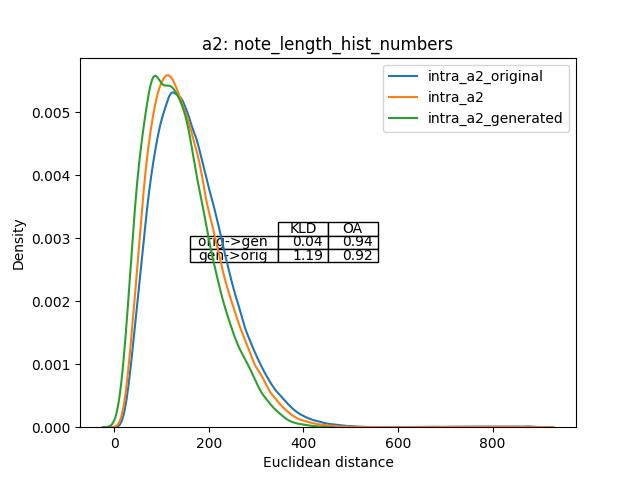 a2: note_length_hist_numbers
intra_a2_original
intra_a2
intra_a2_generated
0.005
0.004
0.003
0.002
0.001
0.000
Density
KLD OA
orig->gen 0.04 0.94
gen->orig 1.19 0.92
0 200 400 600 800
Euclidean distance